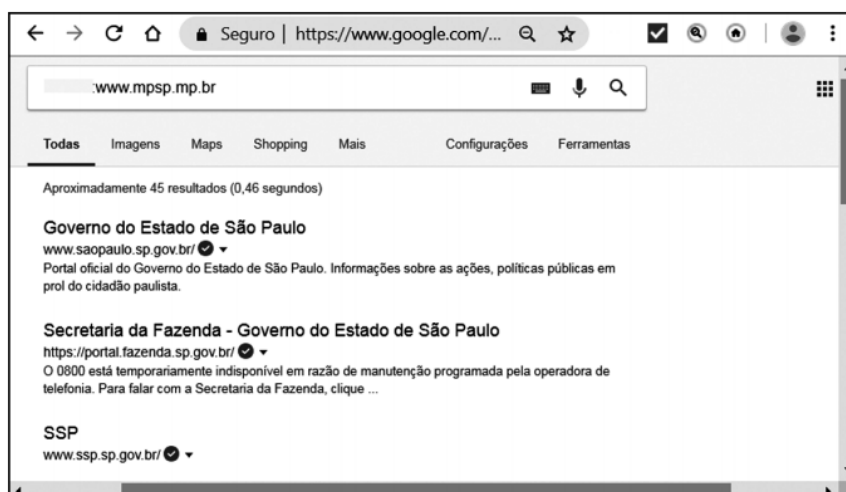 Seguro | https://www.google.com/...
:www.mpsp.mp.br
Todas Imagens Maps Shopping Mais Configurações Ferramentas
Aproximadamente 45 resultados (0,46 segundos)
Governo do Estado de São Paulo
www.saopaulo.sp.gov.br/
Portal oficial do Governo do Estado de São Paulo. Informações sobre as ações, políticas públicas em
prol do cidadão paulista.
Secretaria da Fazenda - Governo do Estado de São Paulo
https://portal.fazenda.sp.gov.br/
O 0800 está temporariamente indisponível em razão de manutenção programada pela operadora de
telefonia. Para falar com a Secretaria da Fazenda, clique ...
SSP
www.ssp.sp.gov.br/